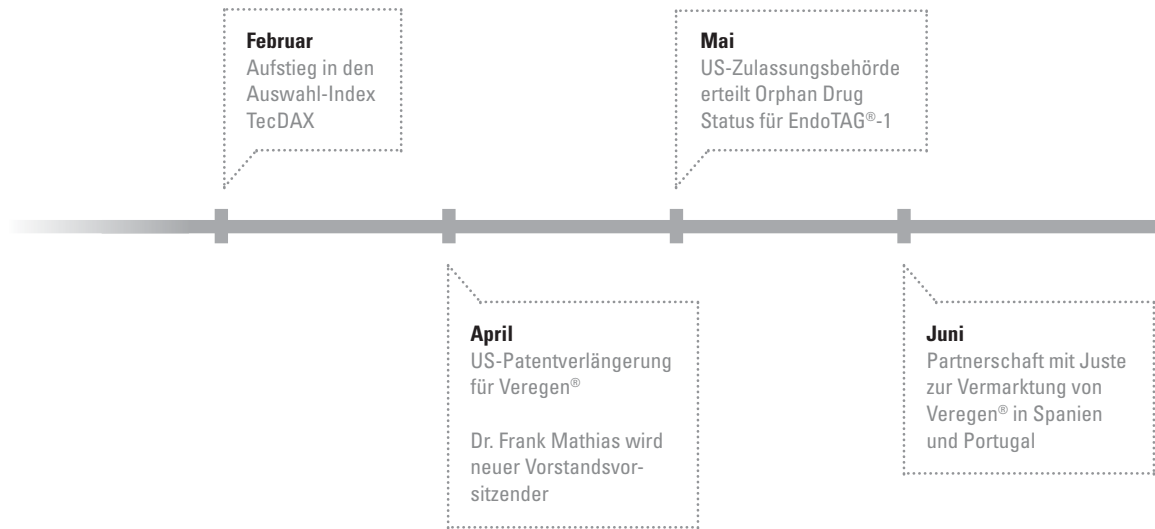 Februar
Aufstieg in den
Auswahl-Index
TecDAX
Mai
US-Zulassungsbehörde
erteilt Orphan Drug
Status für EndoTAG®-1
April
US-Patentverlängerung
für Veregen®
Dr. Frank Mathias wird
neuer Vorstandsvor-
sitzender
Juni
Partnerschaft mit Juste
zur Vermarktung von
Veregen® in Spanien
und Portugal